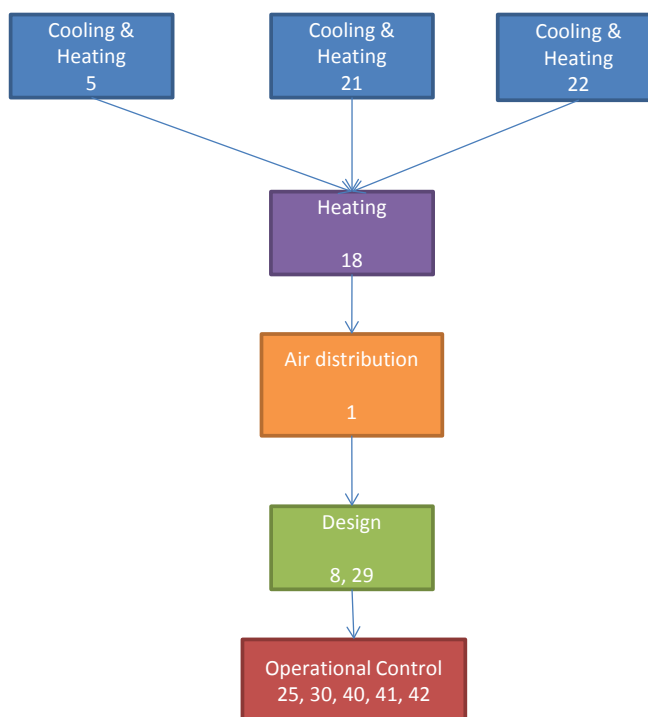 Cooling &
Heating
5
Cooling &
Heating
21
Cooling &
Heating
22
Heating
18
Air distribution
1
Design
8, 29
Operational Control
25, 30, 40, 41, 42